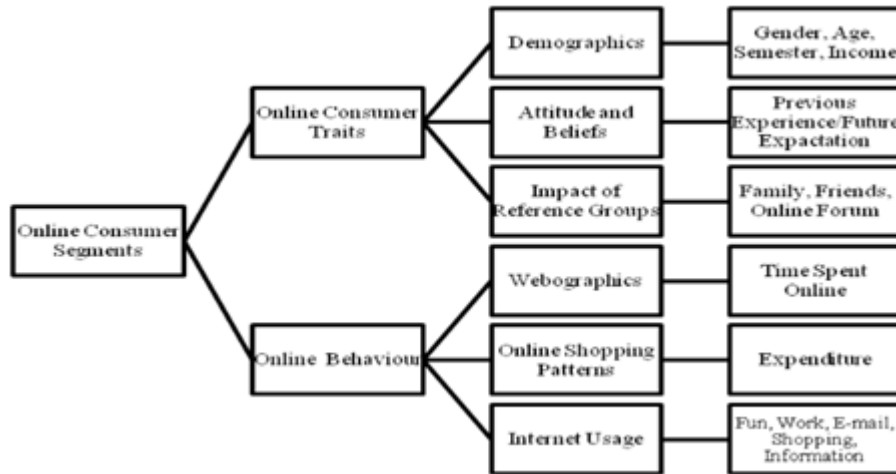 Demographics
Gender, Age,
Semester, Income
Online Consumer
Traits
Attitude and
Beliefs
Previous
Experience/Future
Expactation
Impact of
Reference Groups
Family, Friends,
Online Forum
Online Consumer
Segments
Webographics
Time Spent
Online
Online Behaviour
Online Shopping
Patterns
Expenditure
Internet Usage
Fun, Work, E-mail,
Shopping,
Information